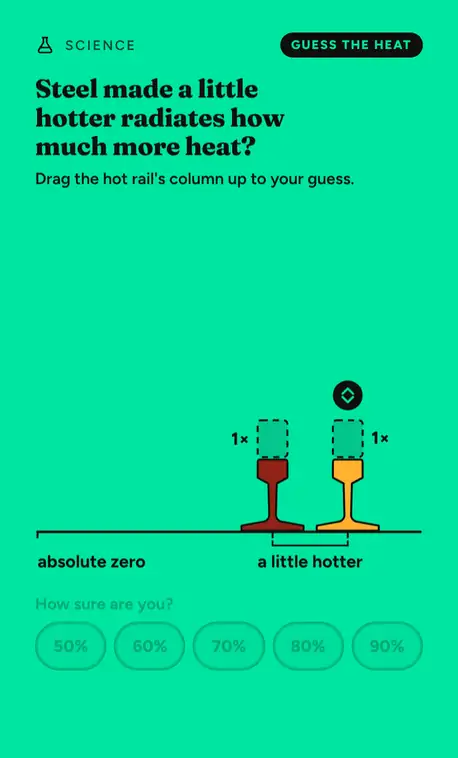 SCIENCE
GUESS THE HEAT
Steel made a little
hotter radiates how
much more heat?
Drag the hot rail's column up to your guess.
1×
1×
absolute zero
a little hotter
How sure are you?
50%
60%
70%
80%
90%